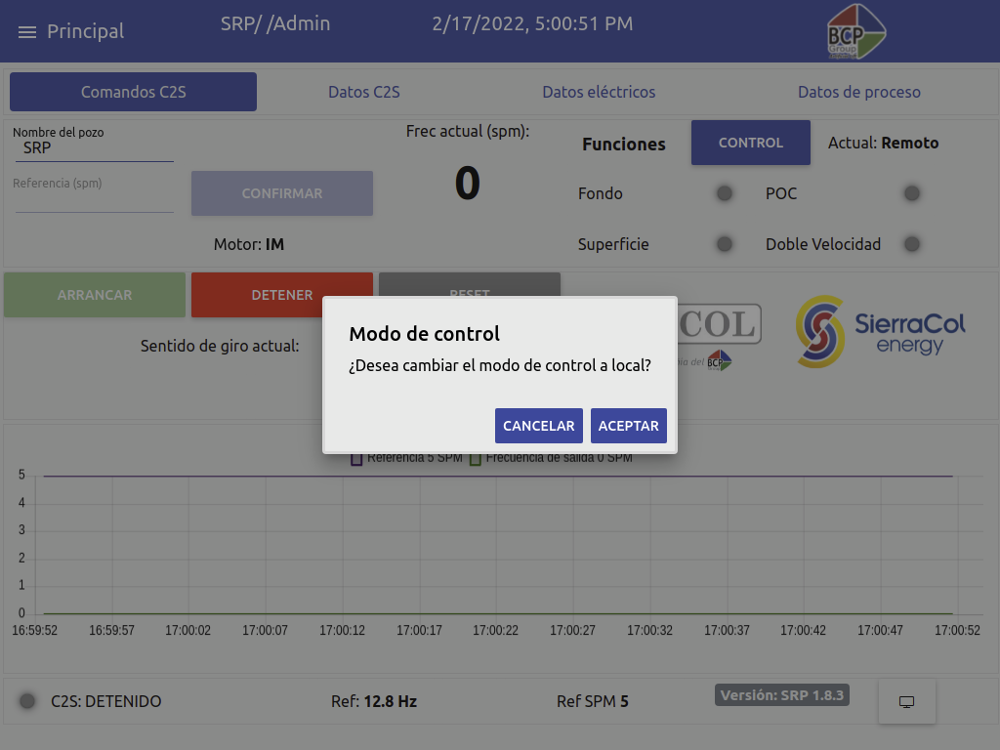 Principal
SRP/ /Admin
2/17/2022, 5:00:51 PM
BCP
Group
Comandos C2S
Datos C2S
Datos eléctricos
Datos de proceso
Nombre del pozo
SRP
Frec actual (spm):
Funciones
CONTROL
Actual: Remoto
Referencia (spm)
CONFIRMAR
0
Fondo
POC
Motor: IM
Superficie
Doble Velocidad
ARRANCAR
DETENER
RESET
Sentido de giro actual:
COL
del BCP
SierraCol
energy
Modo de control
¿Desea cambiar el modo de control a local?
CANCELAR
ACEPTAR
Referencia 5 SPM
Frecuencia de salida 0 SPM
5
4
3
2
1
0
16:59:52
16:59:57
17:00:02
17:00:07
17:00:12
17:00:17
17:00:22
17:00:27
17:00:32
17:00:37
17:00:42
17:00:47
17:00:52
C2S: DETENIDO
Ref: 12.8 Hz
Ref SPM 5
Versión: SRP 1.8.3